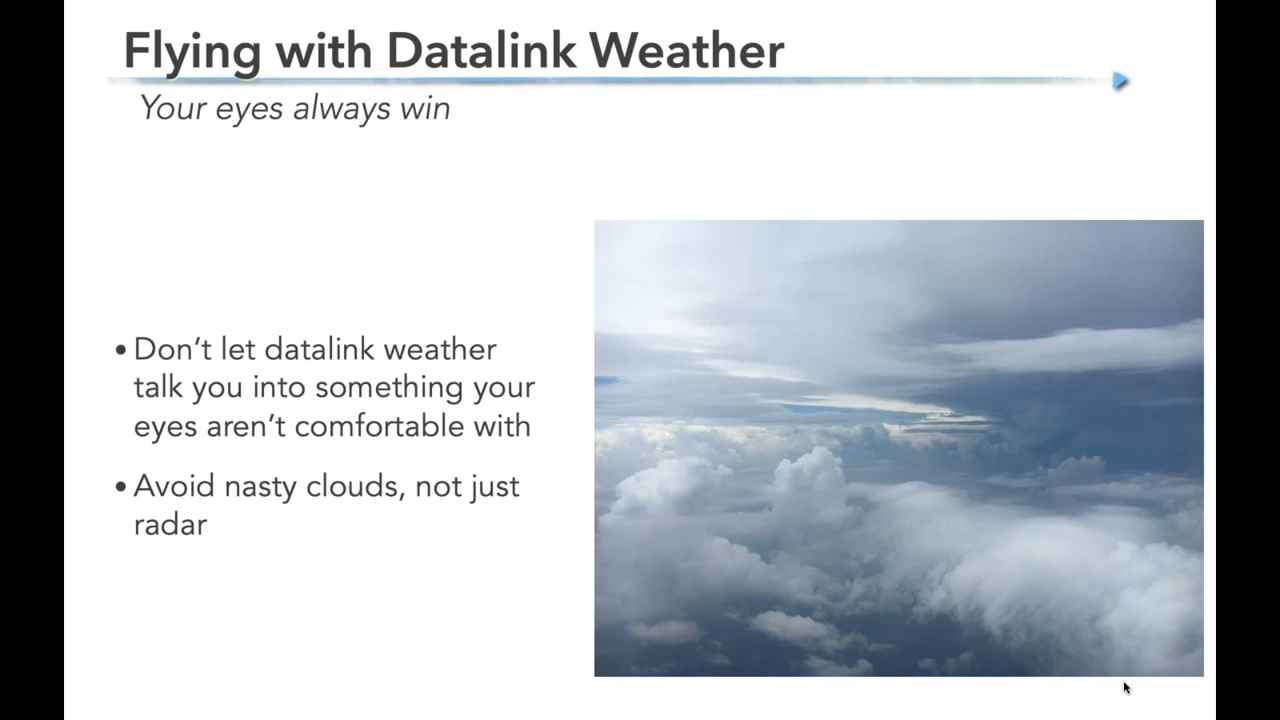 Flying with Datalink Weather
Your eyes always win
• Don’t let datalink weather
talk you into something your
eyes aren’t comfortable with
• Avoid nasty clouds, not just
radar